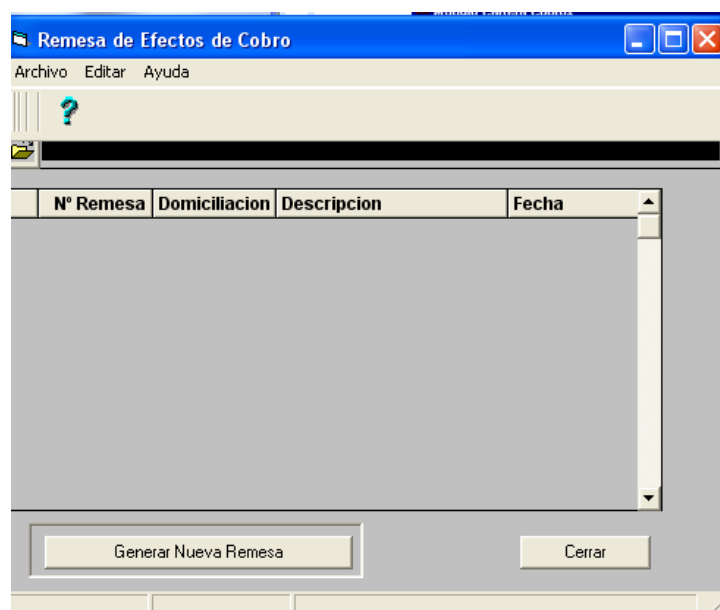 Remesa de Efectos de Cobro
Archivo Editar Ayuda
?
Nº Remesa Domiciliacion Descripcion Fecha
Generar Nueva Remesa Cerrar